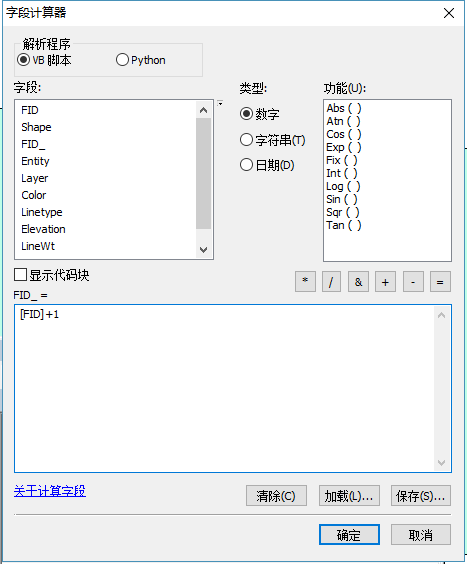 字段计算器
解析程序
VB 脚本
Python
字段:
类型:
功能(U):
FID
Shape
FID_
Entity
Layer
Color
Linetype
Elevation
LineWt
数字
字符串(T)
日期(D)
Abs ( )
Atn ( )
Cos ( )
Exp ( )
Fix ( )
Int ( )
Log ( )
Sin ( )
Sqr ( )
Tan ( )
显示代码块
* / & + - =
FID_ =
[FID]+1
关于计算字段
清除(C)
加载(L)...
保存(S)...
确定
取消